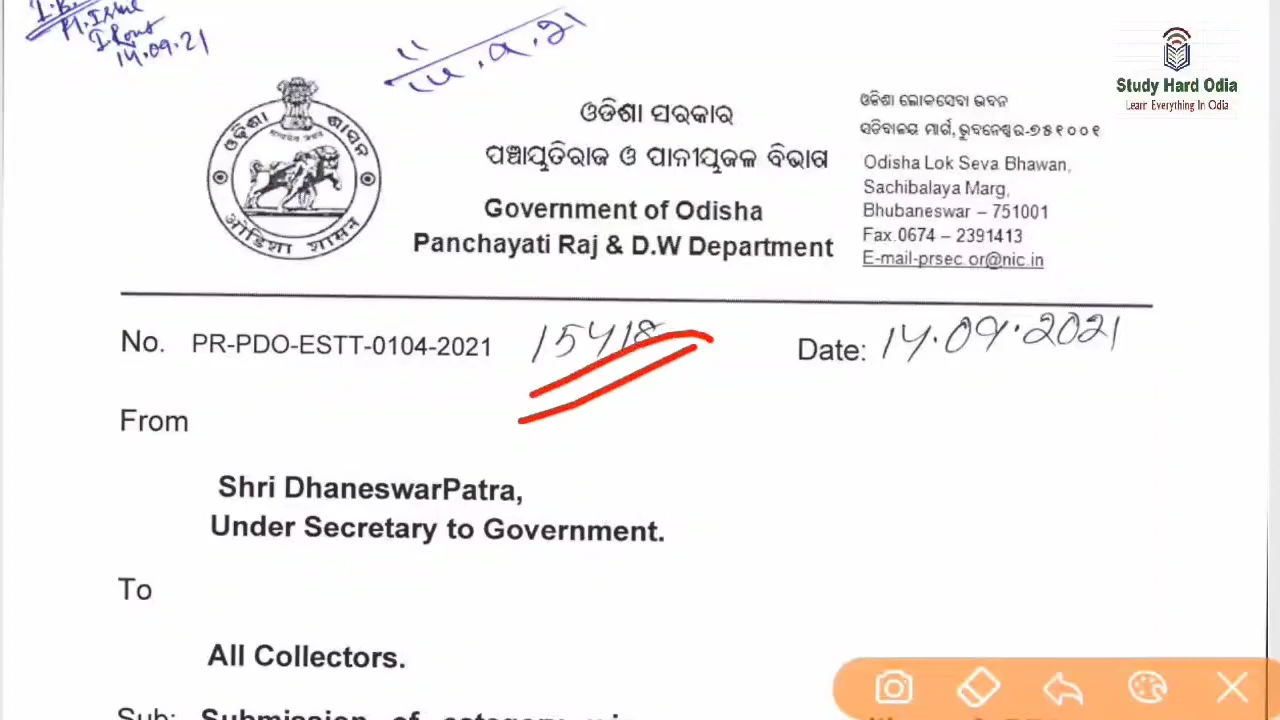 14.09.21
Study Hard Odia
Learn Everything In Odia
ଓଡିଶା ସରକାର
ପଞ୍ଚାୟତିରାଜ ଓ ପାନୀୟଜଳ ବିଭାଗ
Government of Odisha
Panchayati Raj & D.W Department
ଓଡିଶା ଲୋକସେବା ଭବନ
ସଚିବାଳୟ ମାର୍ଗ, ଭୁବନେଶ୍ୱର-୭୫୧୦୦୧
Odisha Lok Seva Bhawan,
Sachibalaya Marg,
Bhubaneswar – 751001
Fax.0674 – 2391413
E-mail-prsec.or@nic.in
No. PR-PDO-ESTT-0104-2021 15418 Date: 14.09.2021
From
Shri DhaneswarPatra,
Under Secretary to Government.
To
All Collectors.
Sub: Submission of